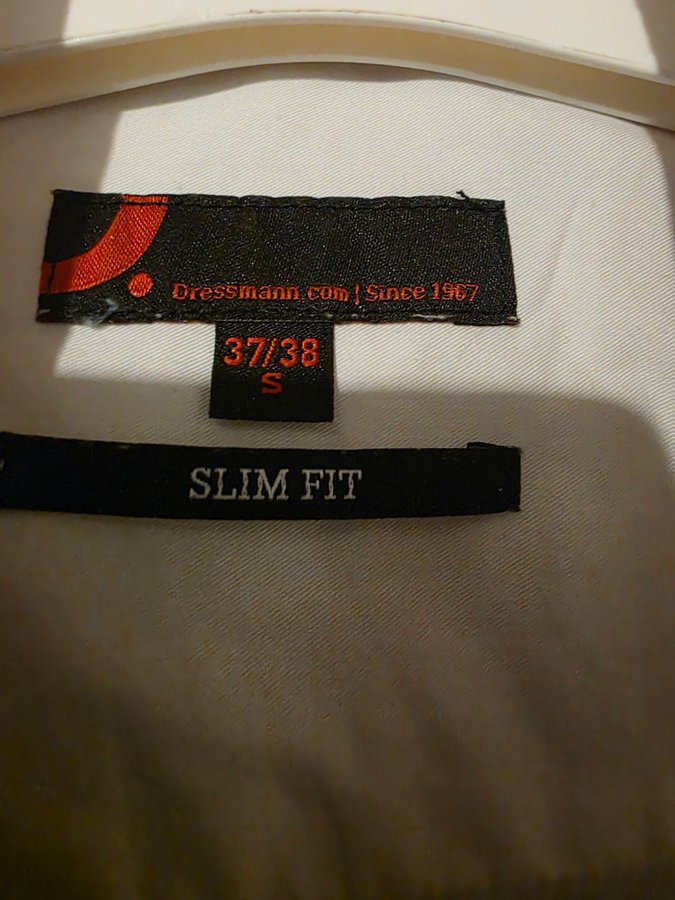 Dressmann.com | Since 1967
37/38
S
SLIM FIT